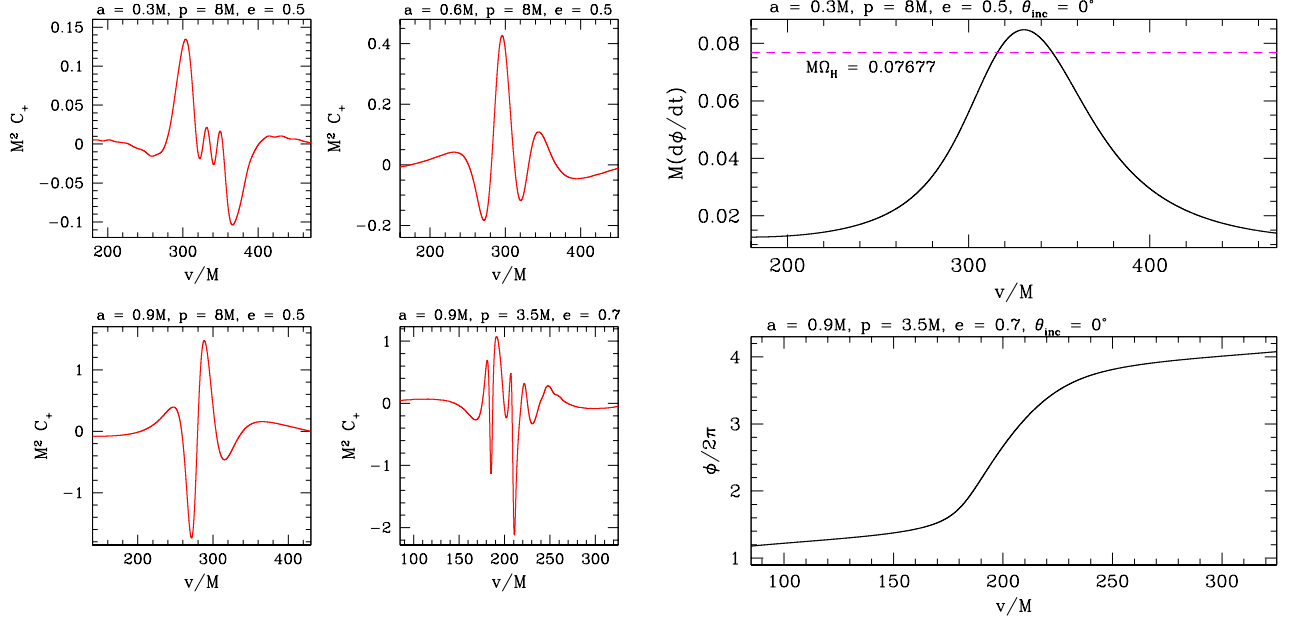 a = 0.3M, p = 8M, e = 0.5
M² C₊
0.15
0.1
0.05
0
−0.05
−0.1
200 300 400
v/M
a = 0.6M, p = 8M, e = 0.5
M² C₊
0.4
0.2
0
−0.2
200 300 400
v/M
a = 0.3M, p = 8M, e = 0.5, θinc = 0°
M(dφ/dt)
0.08
0.06
0.04
0.02
MΩH = 0.07677
200 300 400
v/M
a = 0.9M, p = 8M, e = 0.5
M² C₊
1
0
−1
200 300 400
v/M
a = 0.9M, p = 3.5M, e = 0.7
M² C₊
1
0
−1
−2
100 150 200 250 300
v/M
a = 0.9M, p = 3.5M, e = 0.7, θinc = 0°
φ/2π
4
3
2
1
100 150 200 250 300
v/M